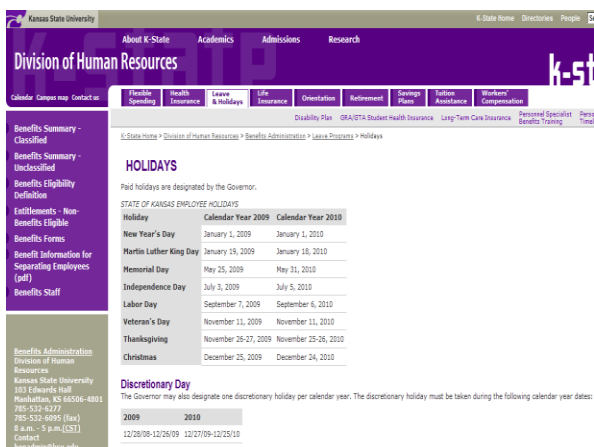 Kansas State University
K-State Home Directories People
About K-State Academics Admissions Research
Division of Human Resources
Calendar Campus map Contact us
Flexible Spending
Health Insurance
Leave & Holidays
Life Insurance
Orientation
Retirement
Savings Plans
Tuition Assistance
Workers' Compensation
Disability Plan GRA/GTA Student Health Insurance Long-Term Care Insurance Personnel Specialist Benefits Training
K-State Home > Division of Human Resources > Benefits Administration > Leave Programs > Holidays
Benefits Summary -
Classified
Benefits Summary -
Unclassified
Benefits Eligibility
Definition
Entitlements - Non-
Benefits Eligible
Benefits Forms
Benefit Information for
Separating Employees
(pdf)
Benefits Staff
HOLIDAYS
Paid holidays are designated by the Governor.
STATE OF KANSAS EMPLOYEE HOLIDAYS
Holiday Calendar Year 2009 Calendar Year 2010
New Year's Day January 1, 2009 January 1, 2010
Martin Luther King Day January 19, 2009 January 18, 2010
Memorial Day May 25, 2009 May 31, 2010
Independence Day July 3, 2009 July 5, 2010
Labor Day September 7, 2009 September 6, 2010
Veteran's Day November 11, 2009 November 11, 2010
Thanksgiving November 26-27, 2009 November 25-26, 2010
Christmas December 25, 2009 December 24, 2010
Discretionary Day
The Governor may also designate one discretionary holiday per calendar year. The discretionary holiday must be taken during the following calendar year dates:
2009 2010
12/28/08-12/26/09 12/27/09-12/25/10
Benefits Administration
Division of Human
Resources
Kansas State University
103 Edwards Hall
Manhattan, KS 66506-4801
785-532-6277
785-532-6095 (fax)
8 a.m. - 5 p.m.(CST)
Contact